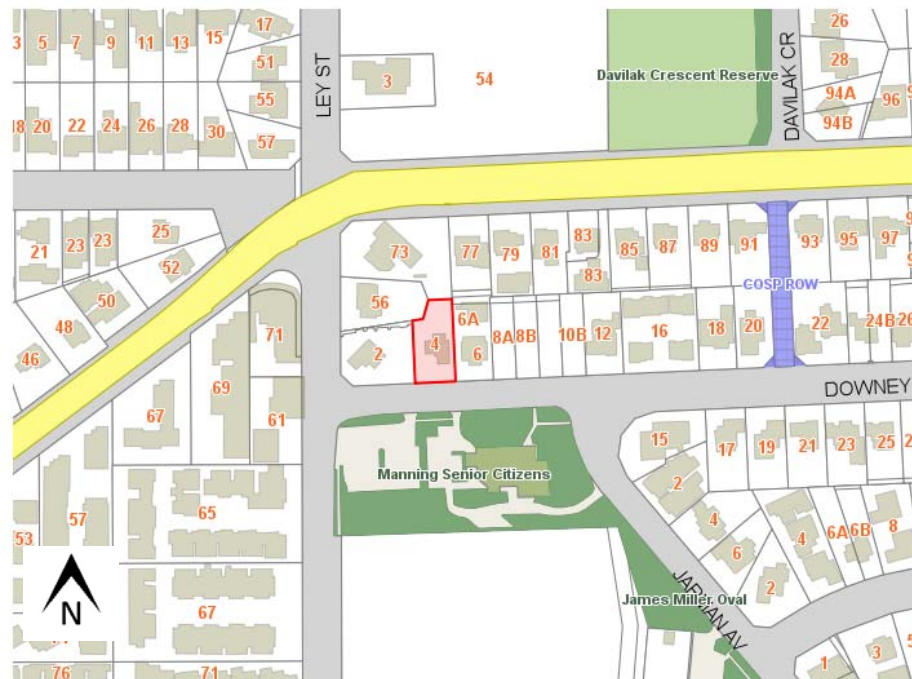 17
26
3 5 7 9 11 13 15
51
LEY ST
3
54
Davilak Crescent Reserve
DAVILAK CR
28
55
94A
96
18 20 22 24 26 28 30
57
94B
21 23 23 25
73
77 79 81 83 85 87 89 91
93 95 97
52
83
COSP ROW
50
56
6A
48
71
4
8A 8B 10B 12 16 18 20
22 24B 26
46
2
6
69
DOWNEY
67
61
15 17 19 21 23 25
Manning Senior Citizens
2
57
65
4
4 6A 6B 8
53
6
2
N
67
JARMAN AV
James Miller Oval
76
71
1
3
5